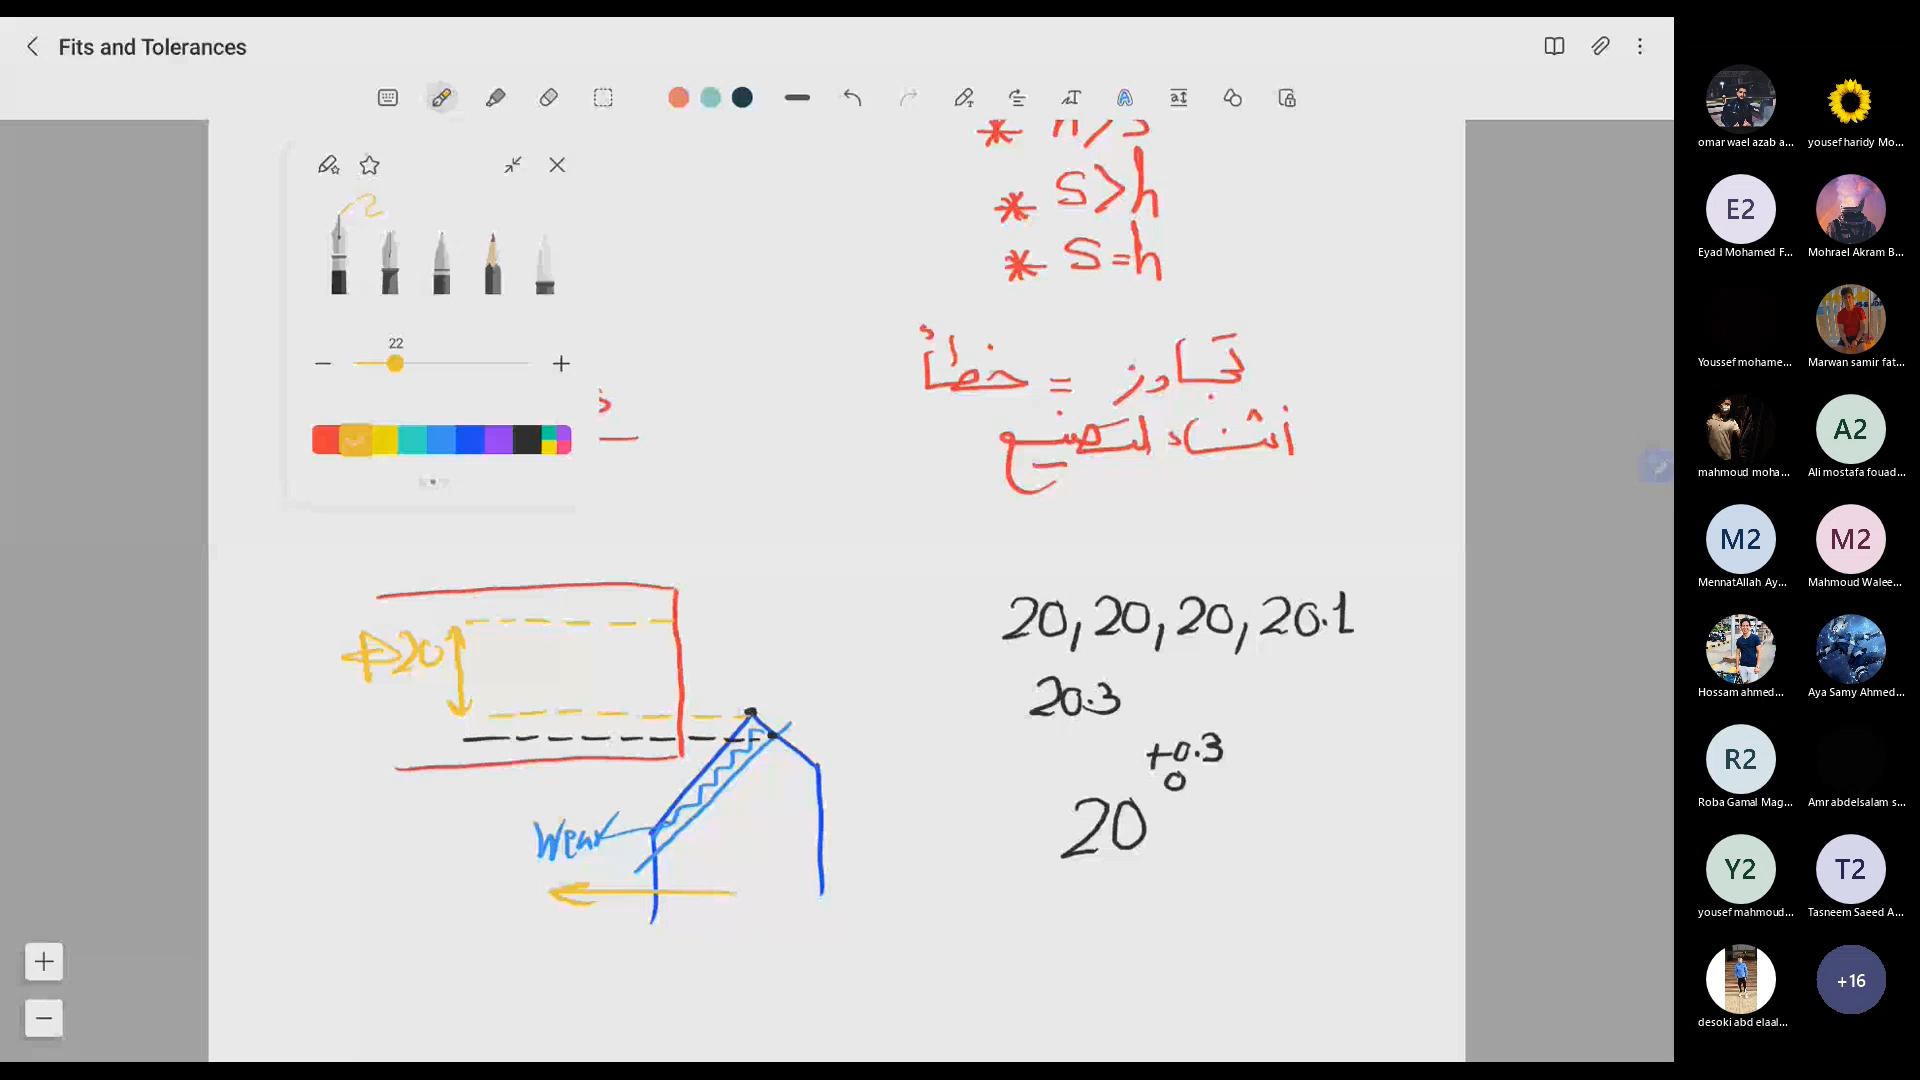 Fits and Tolerances
* h/s
* S>h
* S=h
22
تجاوز = خطأ
أثناء التصنيع
Φ20
20, 20, 20, 20.1
20.3
+0.3
0
20
Wear
omar wael azab a...
yousef haridy Mo...
E2
Eyad Mohamed F...
Mohrael Akram B...
Youssef mohame...
Marwan samir fat...
mahmoud moha...
A2
Ali mostafa fouad...
M2
MennatAllah Ay...
M2
Mahmoud Walee...
Hossam ahmed...
Aya Samy Ahmed...
R2
Roba Gamal Mag...
Amr abdelsalam s...
Y2
yousef mahmoud...
T2
Tasneem Saeed A...
desoki abd elaal...
+16